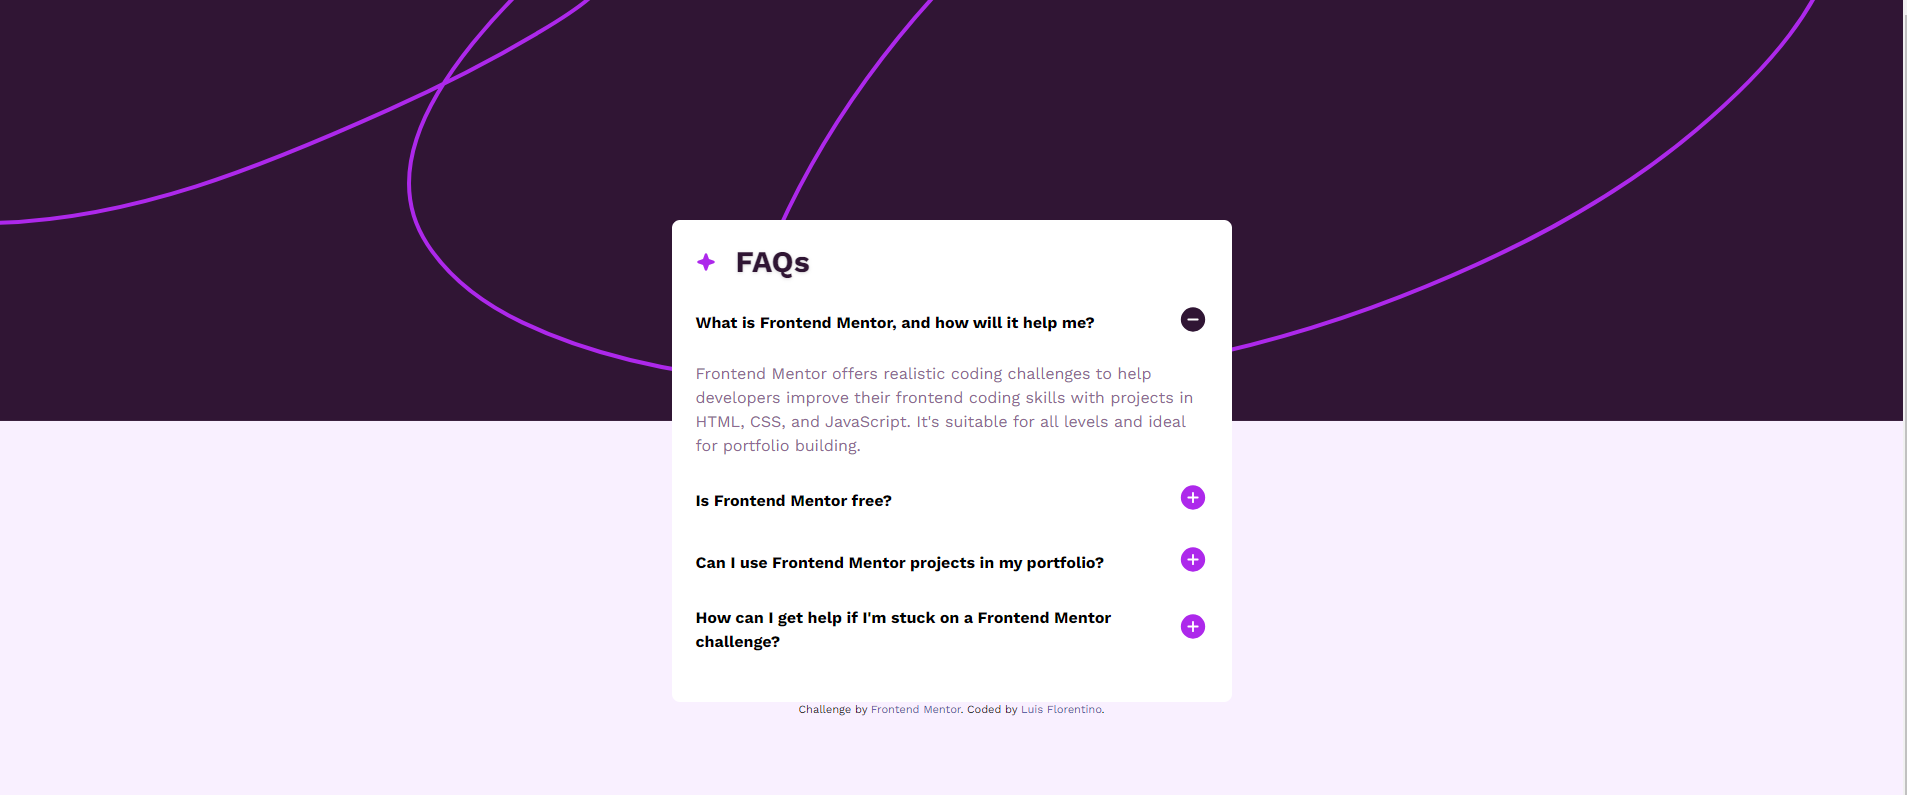 FAQs
What is Frontend Mentor, and how will it help me?
Frontend Mentor offers realistic coding challenges to help
developers improve their frontend coding skills with projects in
HTML, CSS, and JavaScript. It's suitable for all levels and ideal
for portfolio building.
Is Frontend Mentor free?
Can I use Frontend Mentor projects in my portfolio?
How can I get help if I'm stuck on a Frontend Mentor
challenge?
Challenge by Frontend Mentor. Coded by Luis Florentino.